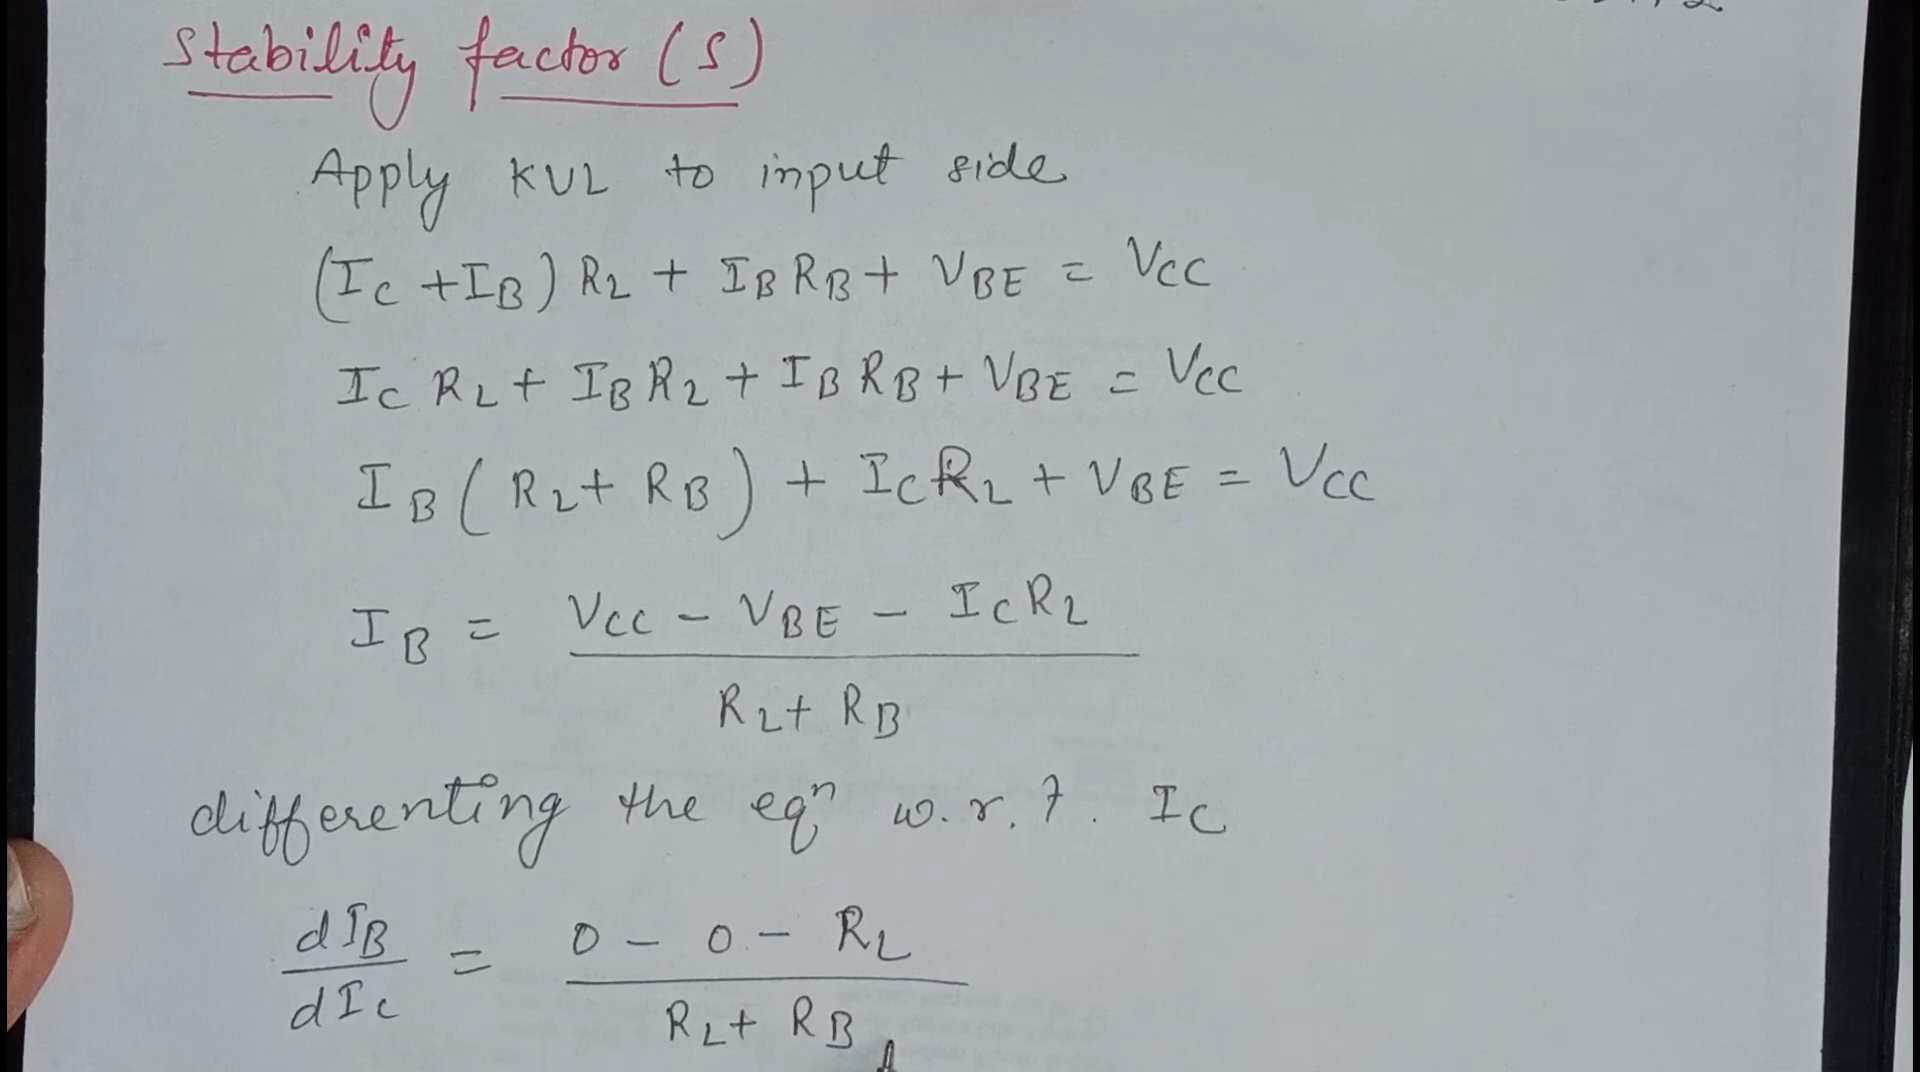 Stability factor (S)
Apply KVL to input side
(IC + IB) RL + IB RB + VBE = VCC
IC RL + IB RL + IB RB + VBE = VCC
IB (RL + RB) + IC RL + VBE = VCC
IB = VCC - VBE - IC RL
RL + RB
differenting the eqn w.r.t. IC
dIB = 0 - 0 - RL
dIC RL + RB